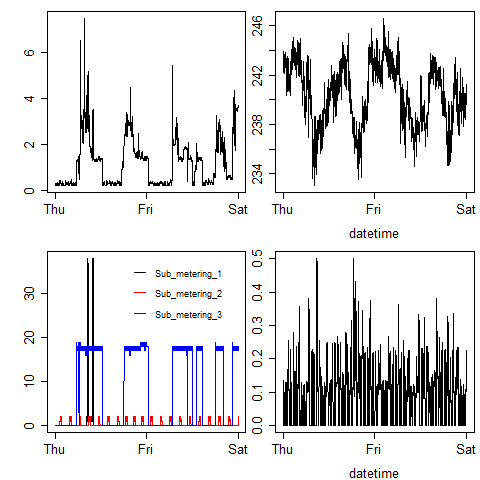 6
4
2
0
Thu Fri Sat
246
242
238
234
Thu Fri Sat
datetime
30
20
10
0
Sub_metering_1
Sub_metering_2
Sub_metering_3
Thu Fri Sat
0.5
0.4
0.3
0.2
0.1
0.0
Thu Fri Sat
datetime